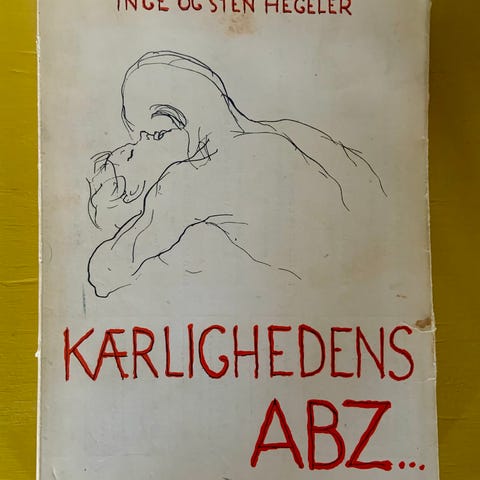 INGE OG STEN HEGELER
KÆRLIGHEDENS
ABZ...